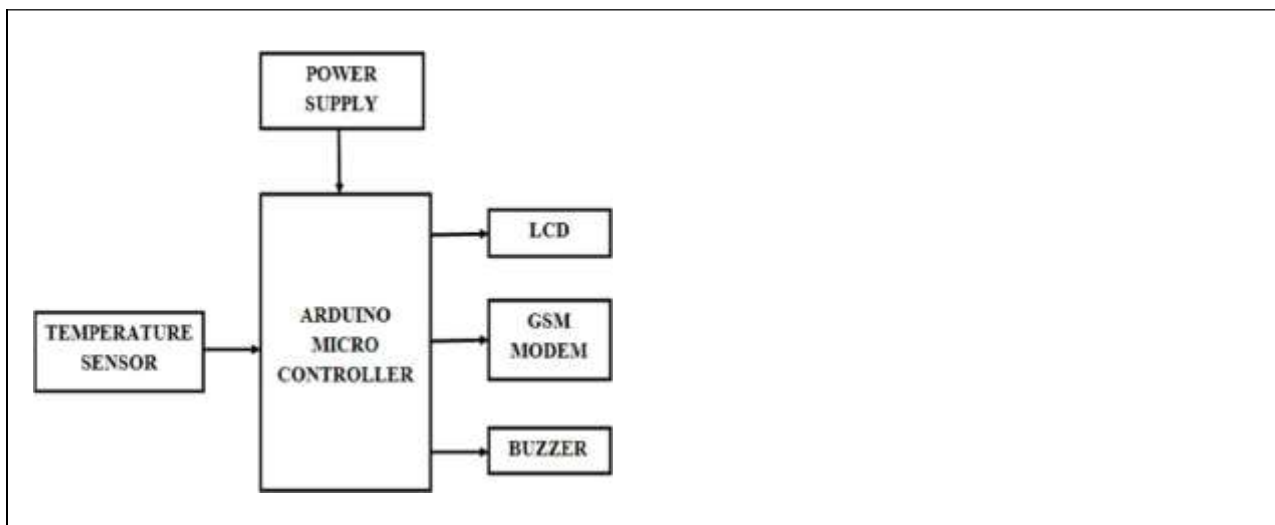 POWER
SUPPLY
LCD
TEMPERATURE
SENSOR
ARDUINO
MICRO
CONTROLLER
GSM
MODEM
BUZZER